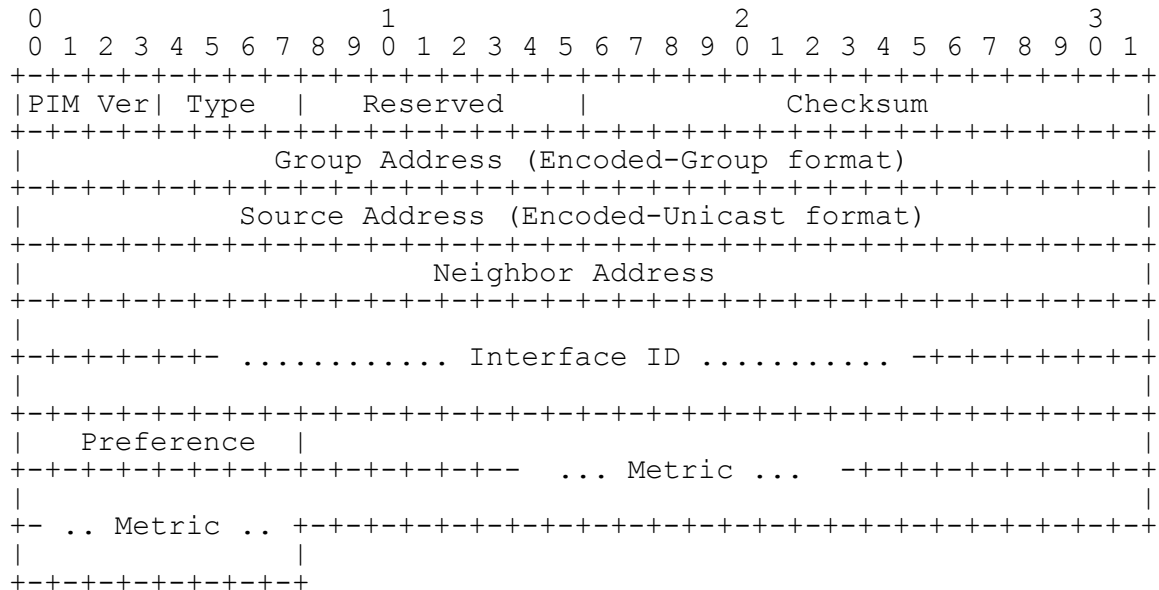 0                   1                   2                   3
 0 1 2 3 4 5 6 7 8 9 0 1 2 3 4 5 6 7 8 9 0 1 2 3 4 5 6 7 8 9 0 1
+-+-+-+-+-+-+-+-+-+-+-+-+-+-+-+-+-+-+-+-+-+-+-+-+-+-+-+-+-+-+-+-+
|PIM Ver| Type  |   Reserved    |           Checksum            |
+-+-+-+-+-+-+-+-+-+-+-+-+-+-+-+-+-+-+-+-+-+-+-+-+-+-+-+-+-+-+-+-+
|              Group Address (Encoded-Group format)             |
+-+-+-+-+-+-+-+-+-+-+-+-+-+-+-+-+-+-+-+-+-+-+-+-+-+-+-+-+-+-+-+-+
|            Source Address (Encoded-Unicast format)            |
+-+-+-+-+-+-+-+-+-+-+-+-+-+-+-+-+-+-+-+-+-+-+-+-+-+-+-+-+-+-+-+-+
|                       Neighbor Address                        |
+-+-+-+-+-+-+-+-+-+-+-+-+-+-+-+-+-+-+-+-+-+-+-+-+-+-+-+-+-+-+-+-+
|                                                               |
+-+-+-+-+-+- ............ Interface ID ........... -+-+-+-+-+-+-+
|                                                               |
+-+-+-+-+-+-+-+-+-+-+-+-+-+-+-+-+-+-+-+-+-+-+-+-+-+-+-+-+-+-+-+-+
|   Preference  |                                               |
+-+-+-+-+-+-+-+-+-+-+-+-+-+--  ... Metric ...  -+-+-+-+-+-+-+-+-+
|                                                               |
+- .. Metric .. +-+-+-+-+-+-+-+-+-+-+-+-+-+-+-+-+-+-+-+-+-+-+-+-+
|               |
+-+-+-+-+-+-+-+-+